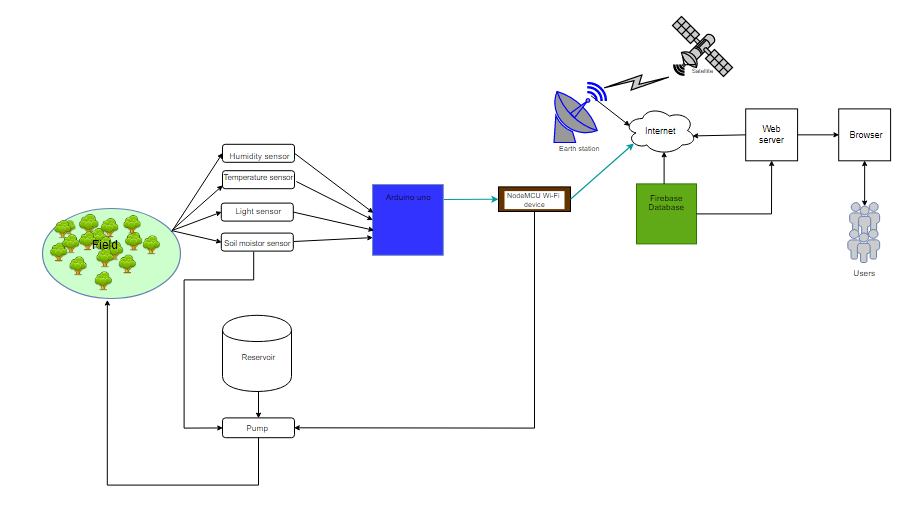 Satellite
Earth station
Internet
Web
server
Browser
Humidity sensor
Temperature sensor
Light sensor
Soil moistor sensor
Arduino uno
NodeMCU Wi-Fi
device
Firebase
Database
Field
Users
Reservoir
Pump